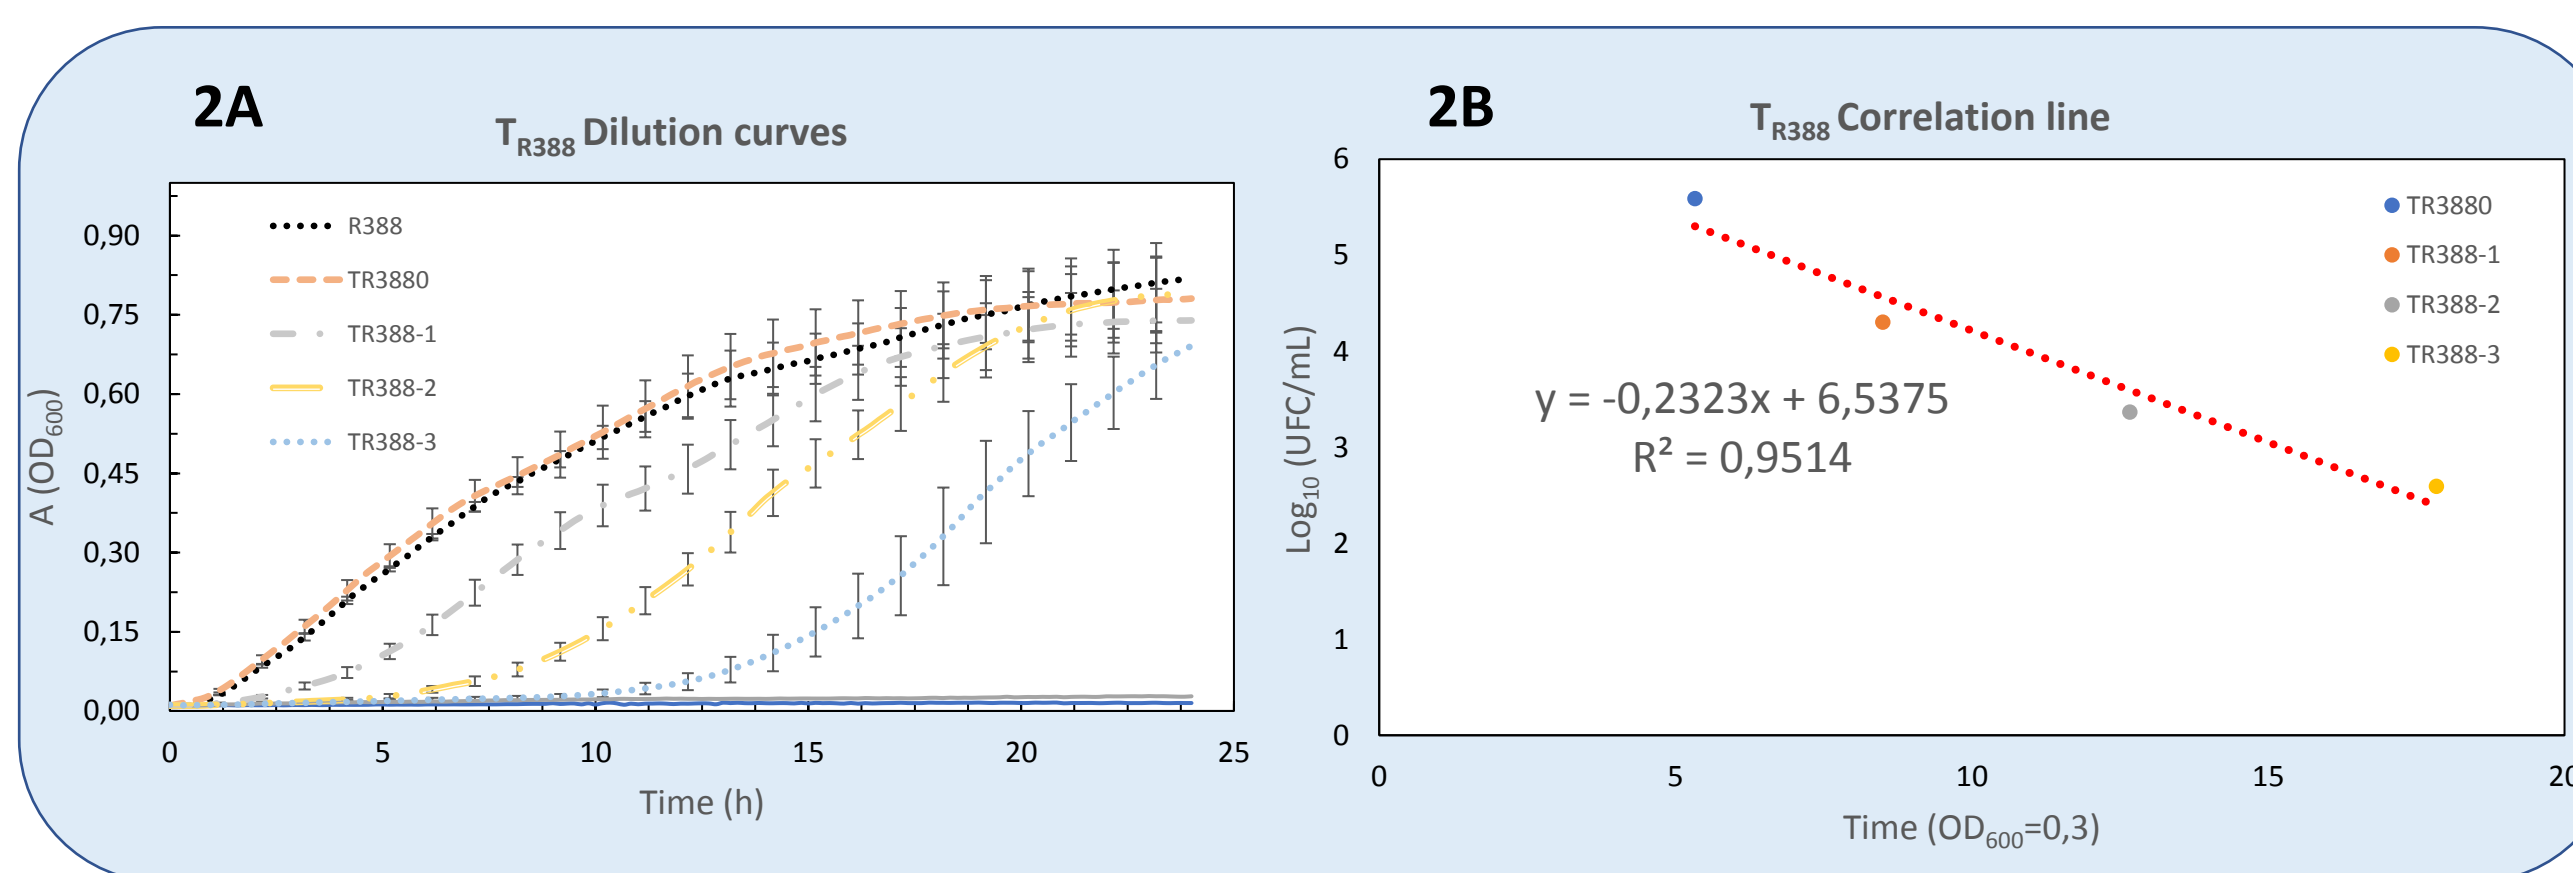 2A
T_R388 Dilution curves
R388
TR3880
TR388-1
TR388-2
TR388-3
0,90
0,75
0,60
0,45
0,30
0,15
0,00
A (OD600)
0 5 10 15 20 25
Time (h)
2B
TR388 Correlation line
TR3880
TR388-1
TR388-2
TR388-3
y = -0,2323x + 6,5375
R² = 0,9514
6
5
4
3
2
1
0
Log10 (UFC/mL)
0 5 10 15 20
Time (OD600=0,3)